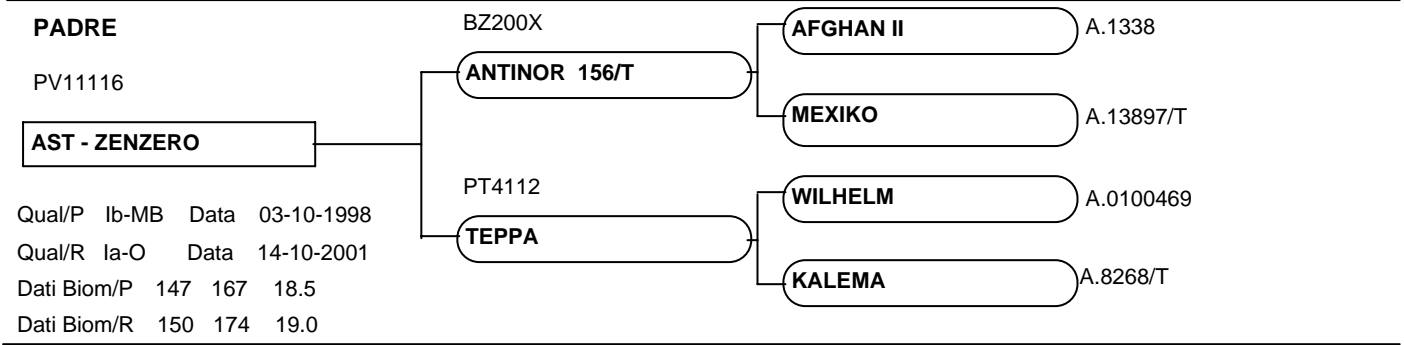 PADRE BZ200X AFGHAN II A.1338
PV11116 ANTINOR 156/T
MEXIKO A.13897/T
AST - ZENZERO
PT4112 WILHELM A.0100469
Qual/P Ib-MB Data 03-10-1998
TEPPA
Qual/R Ia-O Data 14-10-2001
KALEMA A.8268/T
Dati Biom/P 147 167 18.5
Dati Biom/R 150 174 19.0